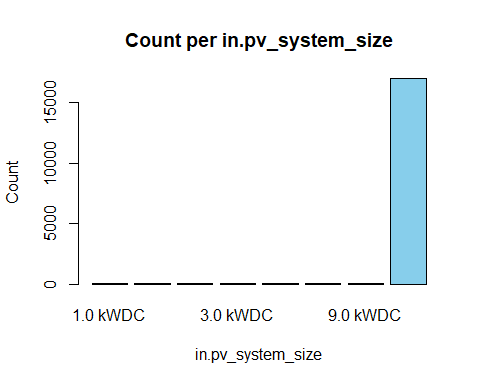 Count per in.pv_system_size
Count
15000
10000
5000
0
1.0 kWDC
3.0 kWDC
9.0 kWDC
in.pv_system_size